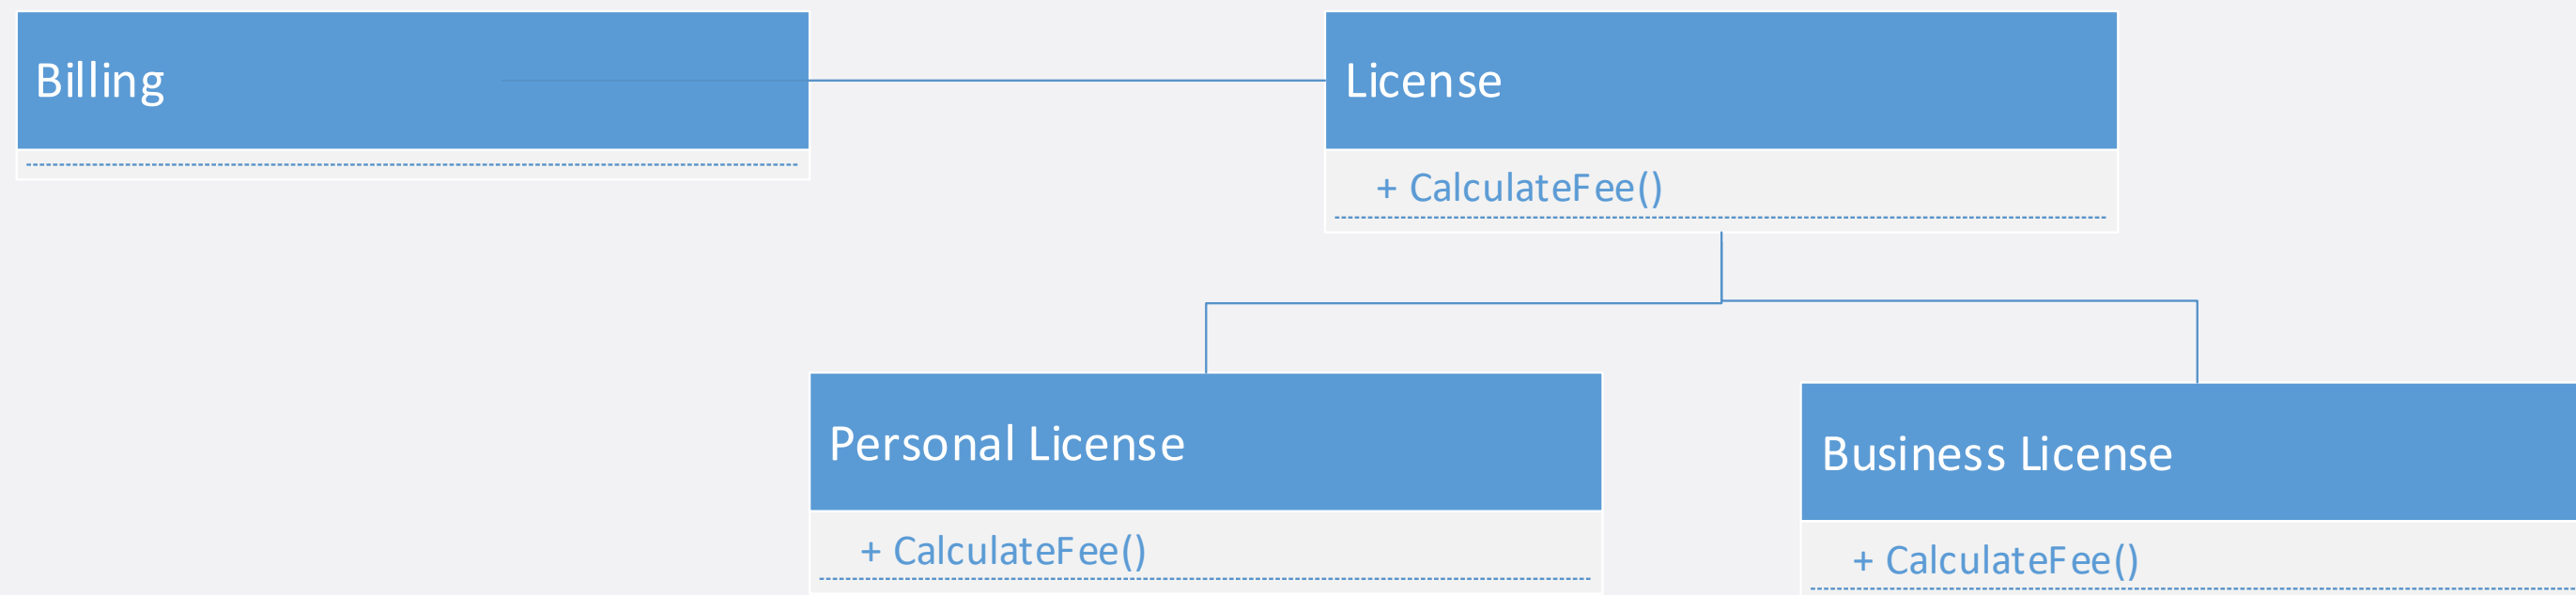 Billing
License
+ CalculateFee()
Personal License
+ CalculateFee()
Business License
+ CalculateFee()